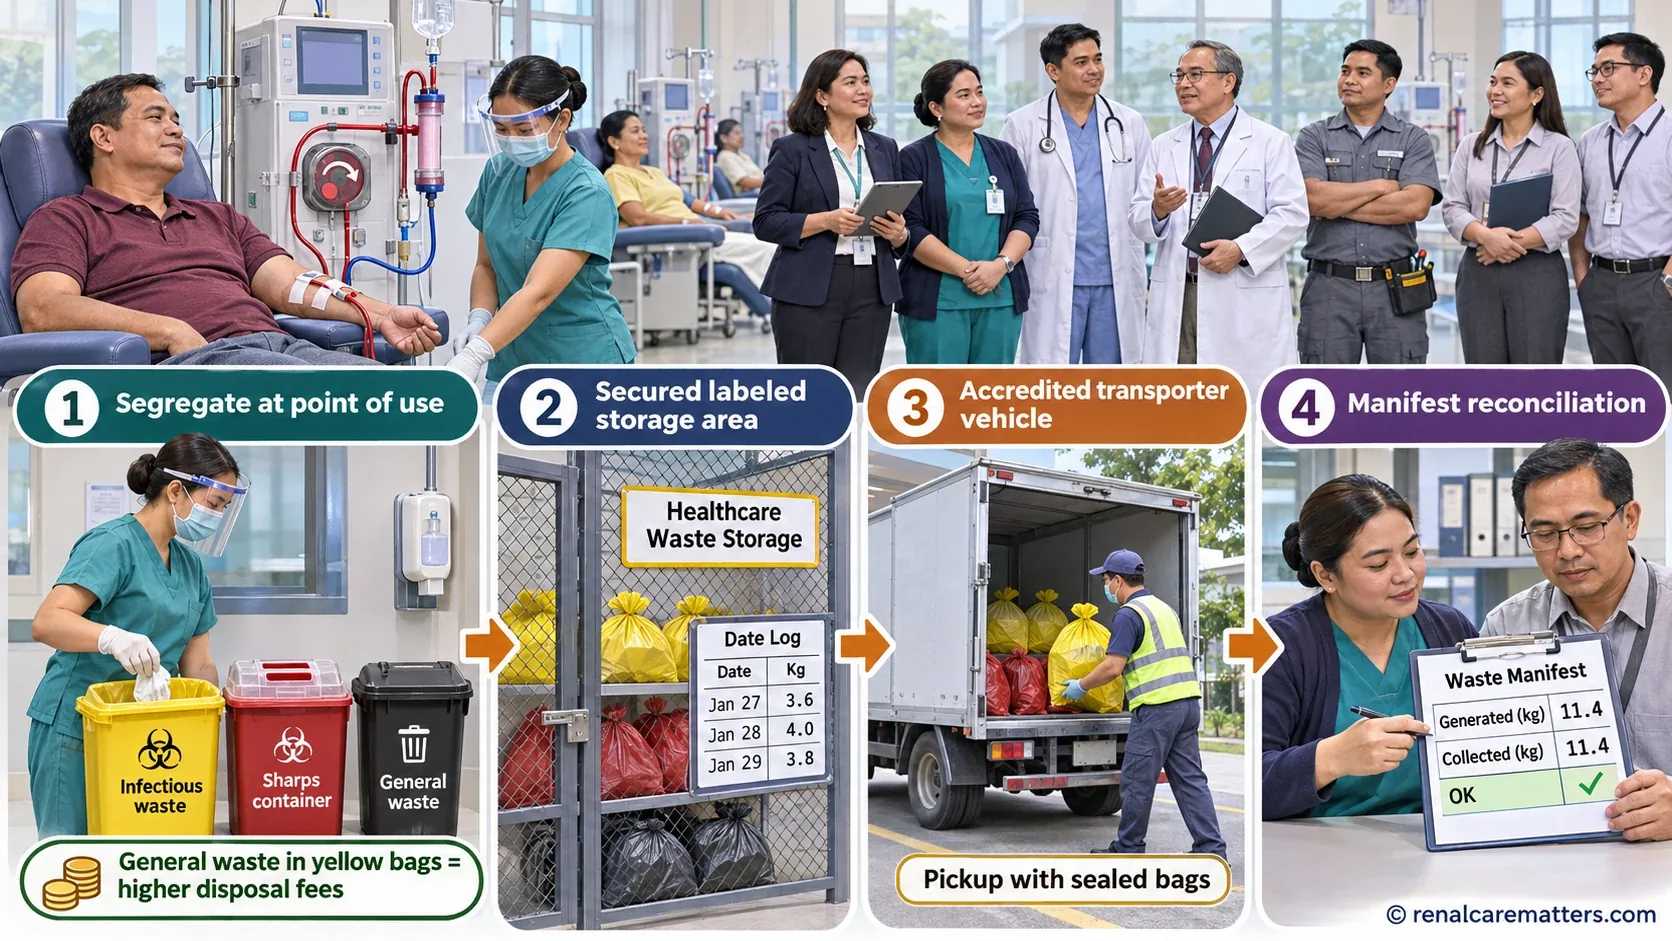 1 Segregate at point of use
2 Secured labeled
storage area
3 Accredited transporter
vehicle
4 Manifest reconciliation
Infectious
waste
Sharps
container
General
waste
General waste in yellow bags =
higher disposal fees
Healthcare
Waste Storage
Date Log
Date Kg
Jan 27 3.6
Jan 28 4.0
Jan 29 3.8
Pickup with sealed bags
Waste Manifest
Generated (kg) 11.4
Collected (kg) 11.4
OK ✓
© renalcarematters.com